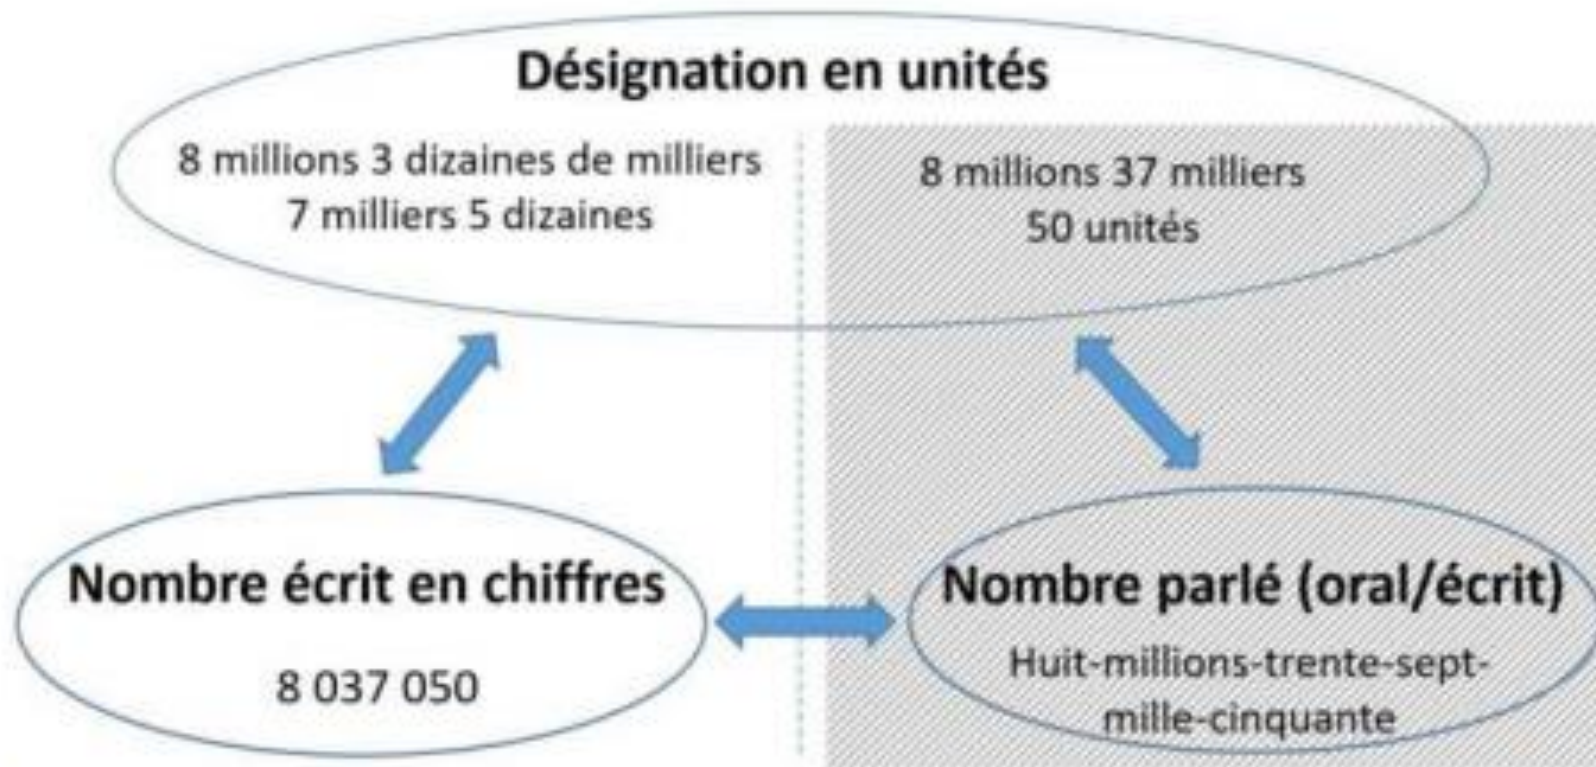 Désignation en unités
8 millions 3 dizaines de milliers
7 milliers 5 dizaines
8 millions 37 milliers
50 unités
Nombre écrit en chiffres
8 037 050
Nombre parlé (oral/écrit)
Huit-millions-trente-sept-
mille-cinquante